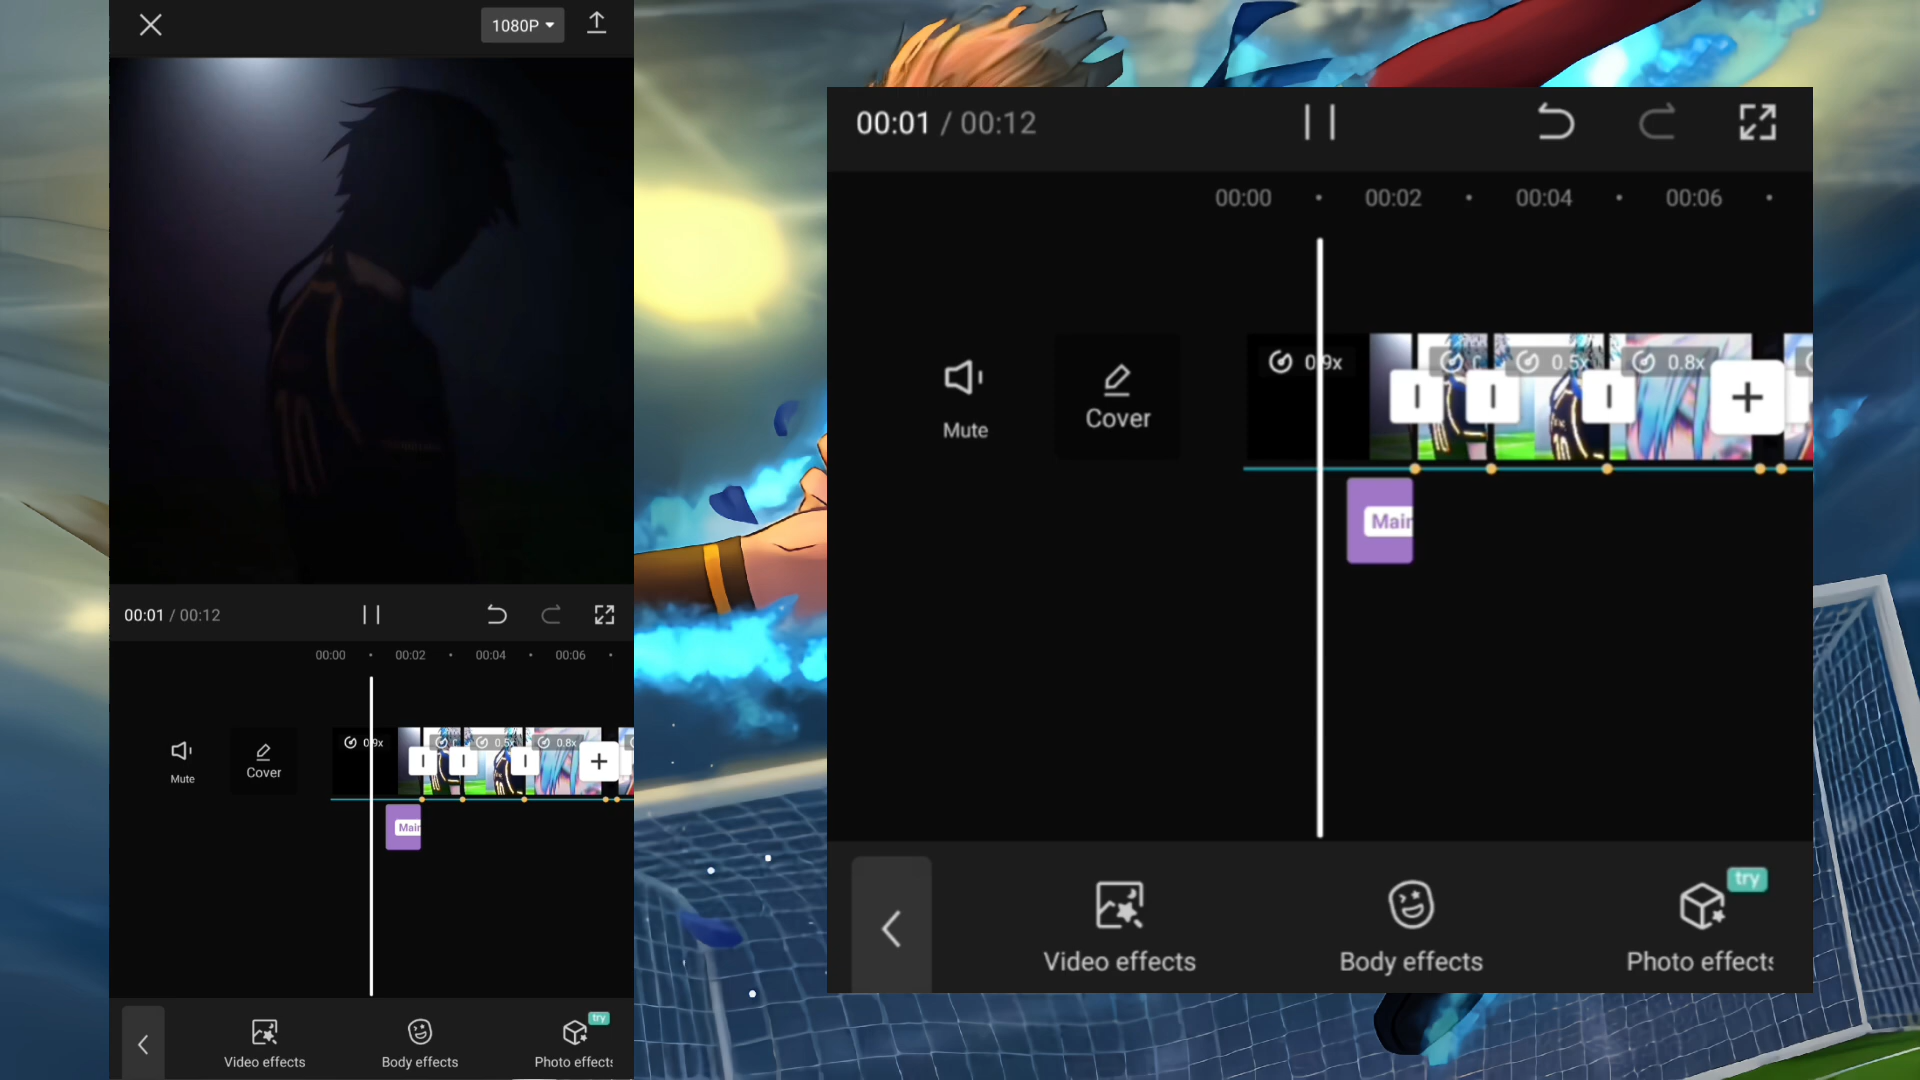 1080P
00:01 / 00:12
00:00 00:02 00:04 00:06
0.9x 0.5x 0.8x
Mute
Cover
Main
try
Video effects Body effects Photo effects
00:01 / 00:12
00:00 00:02 00:04 00:06
0.9x 0.5x 0.8x
Cover
Mute
Main
try
Video effects Body effects Photo effects
10